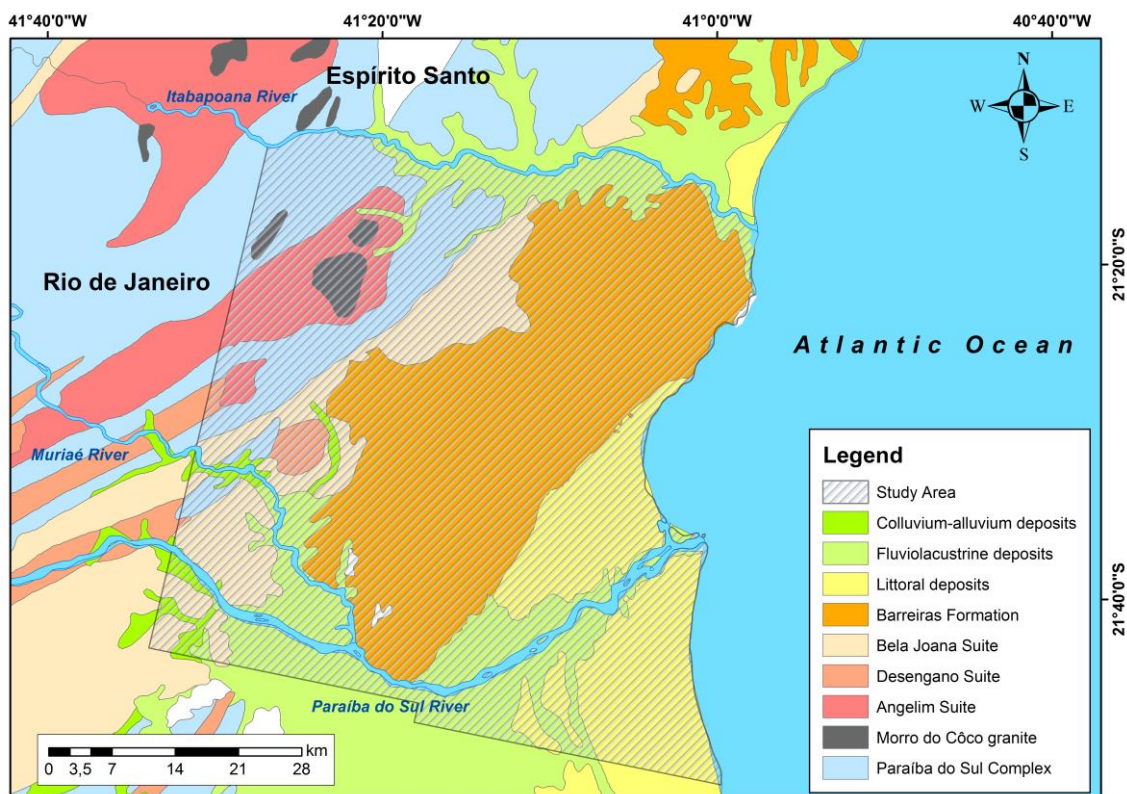 41°40'0"W 41°20'0"W 41°0'0"W 40°40'0"W
Espírito Santo
Itabapoana River
N
W E
S
Rio de Janeiro
21°20'0"S
Atlantic Ocean
Muriaé River
Paraíba do Sul River
21°40'0"S
Legend
Study Area
Colluvium-alluvium deposits
Fluviolacustrine deposits
Littoral deposits
Barreiras Formation
Bela Joana Suite
Desengano Suite
Angelim Suite
Morro do Côco granite
Paraíba do Sul Complex
km
0 3,5 7 14 21 28